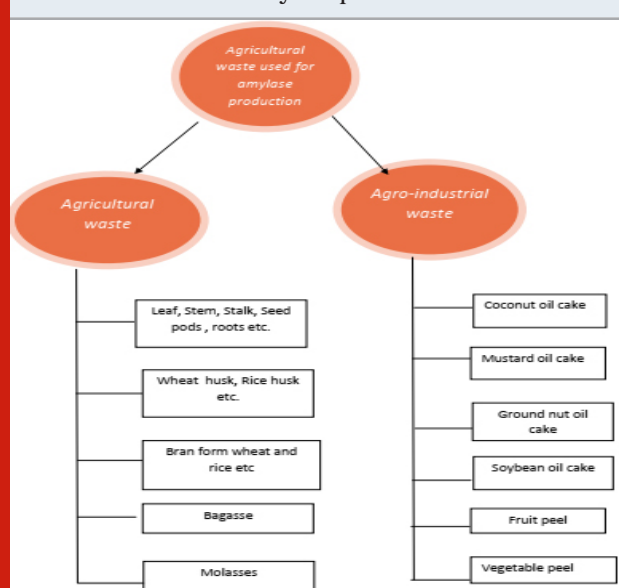 Agricultural
waste used for
amylase
production
Agricultural
waste
Agro-industrial
waste
Leaf, Stem, Stalk, Seed
pods , roots etc.
Wheat husk, Rice husk
etc.
Bran form wheat and
rice etc
Bagasse
Molasses
Coconut oil cake
Mustard oil cake
Ground nut oil
cake
Soybean oil cake
Fruit peel
Vegetable peel